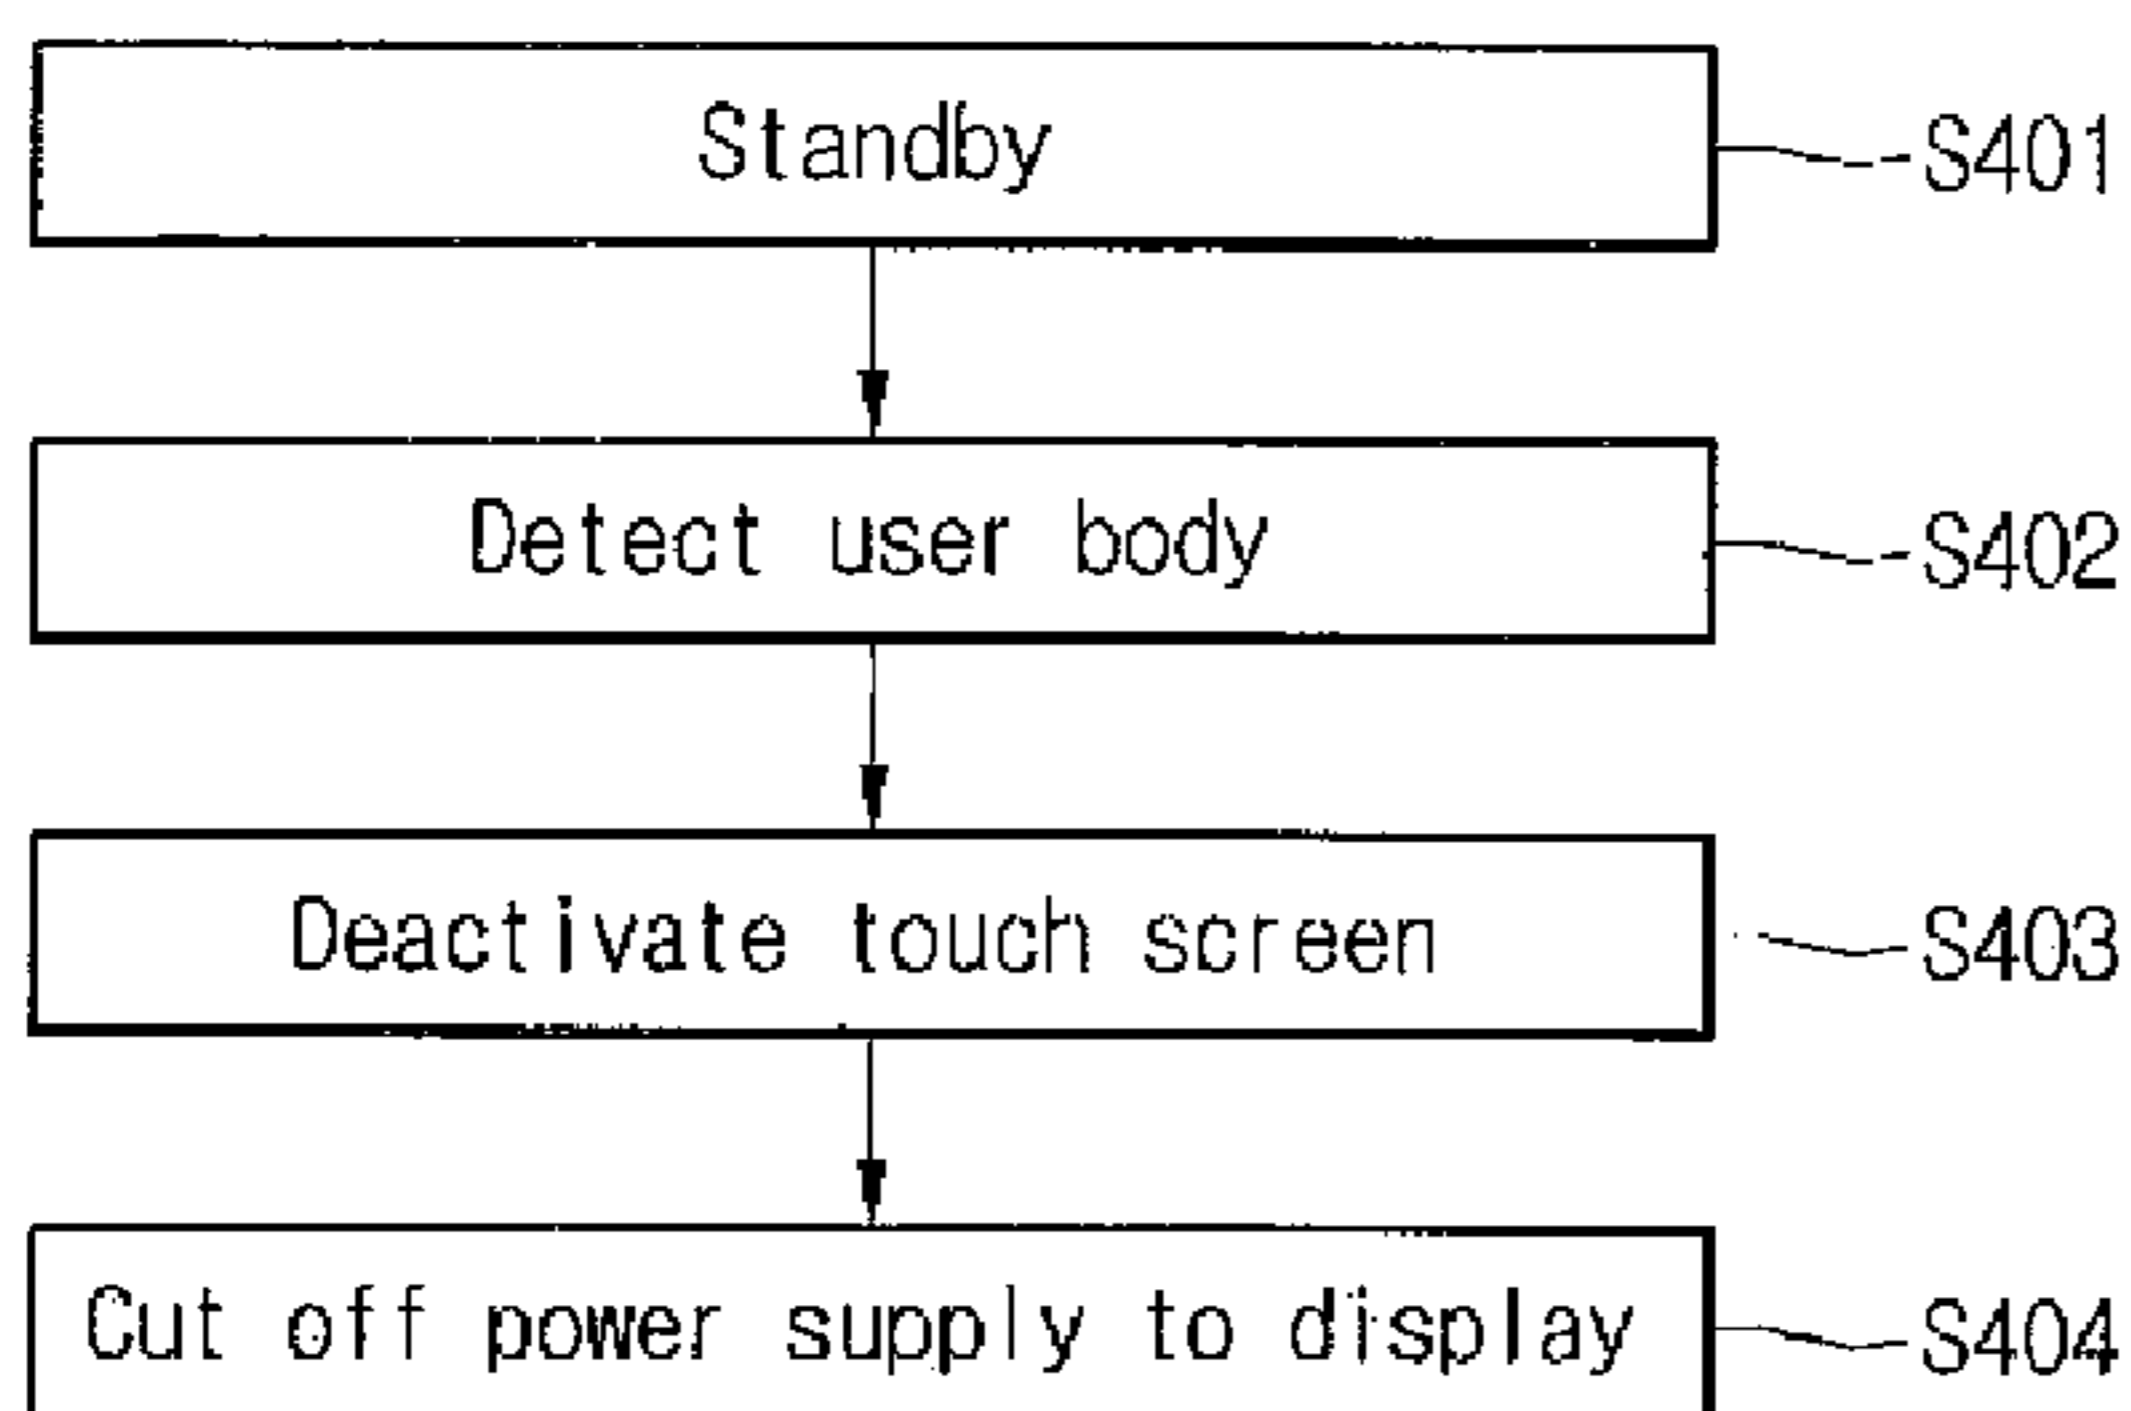 Standby S401
Detect user body S402
Deactivate touch screen S403
Cut off power supply to display S404